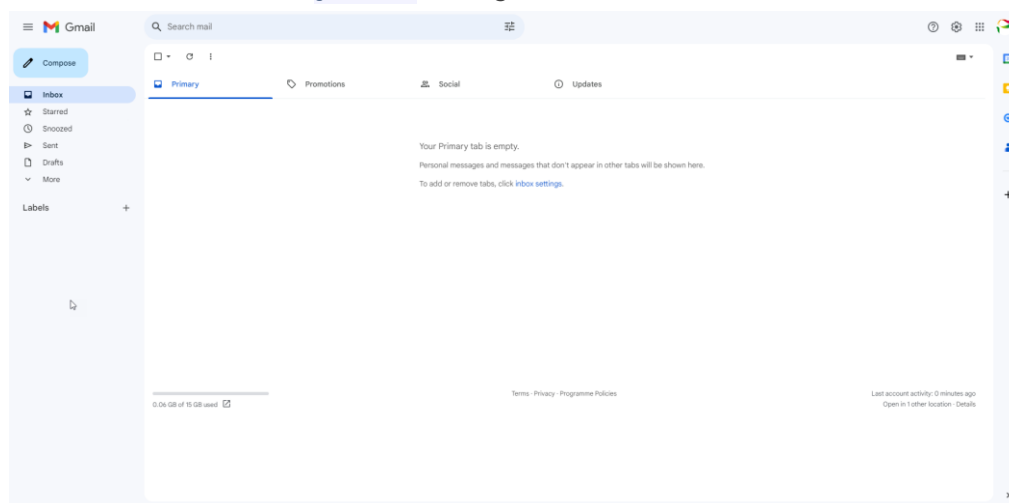 Gmail
Search mail
Compose
Primary
Promotions
Social
Updates
Inbox
Starred
Snoozed
Sent
Drafts
More
Labels
Your Primary tab is empty.
Personal messages and messages that don't appear in other tabs will be shown here.
To add or remove tabs, click inbox settings.
0.06 GB of 15 GB used
Terms · Privacy · Programme Policies
Last account activity: 0 minutes ago
Open in 1 other location · Details